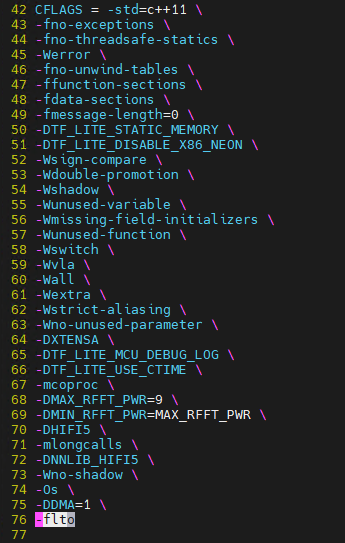 42 CFLAGS = -std=c++11 \
43 -fno-exceptions \
44 -fno-threadsafe-statics \
45 -Werror \
46 -fno-unwind-tables \
47 -ffunction-sections \
48 -fdata-sections \
49 -fmessage-length=0 \
50 -DTF_LITE_STATIC_MEMORY \
51 -DTF_LITE_DISABLE_X86_NEON \
52 -Wsign-compare \
53 -Wdouble-promotion \
54 -Wshadow \
55 -Wunused-variable \
56 -Wmissing-field-initializers \
57 -Wunused-function \
58 -Wswitch \
59 -Wvla \
60 -Wall \
61 -Wextra \
62 -Wstrict-aliasing \
63 -Wno-unused-parameter \
64 -DXTENSA \
65 -DTF_LITE_MCU_DEBUG_LOG \
66 -DTF_LITE_USE_CTIME \
67 -mcoproc \
68 -DMAX_RFFT_PWR=9 \
69 -DMIN_RFFT_PWR=MAX_RFFT_PWR \
70 -DHIFI5 \
71 -mlongcalls \
72 -DNNLIB_HIFI5 \
73 -Wno-shadow \
74 -Os \
75 -DDMA=1 \
76 -flto
77